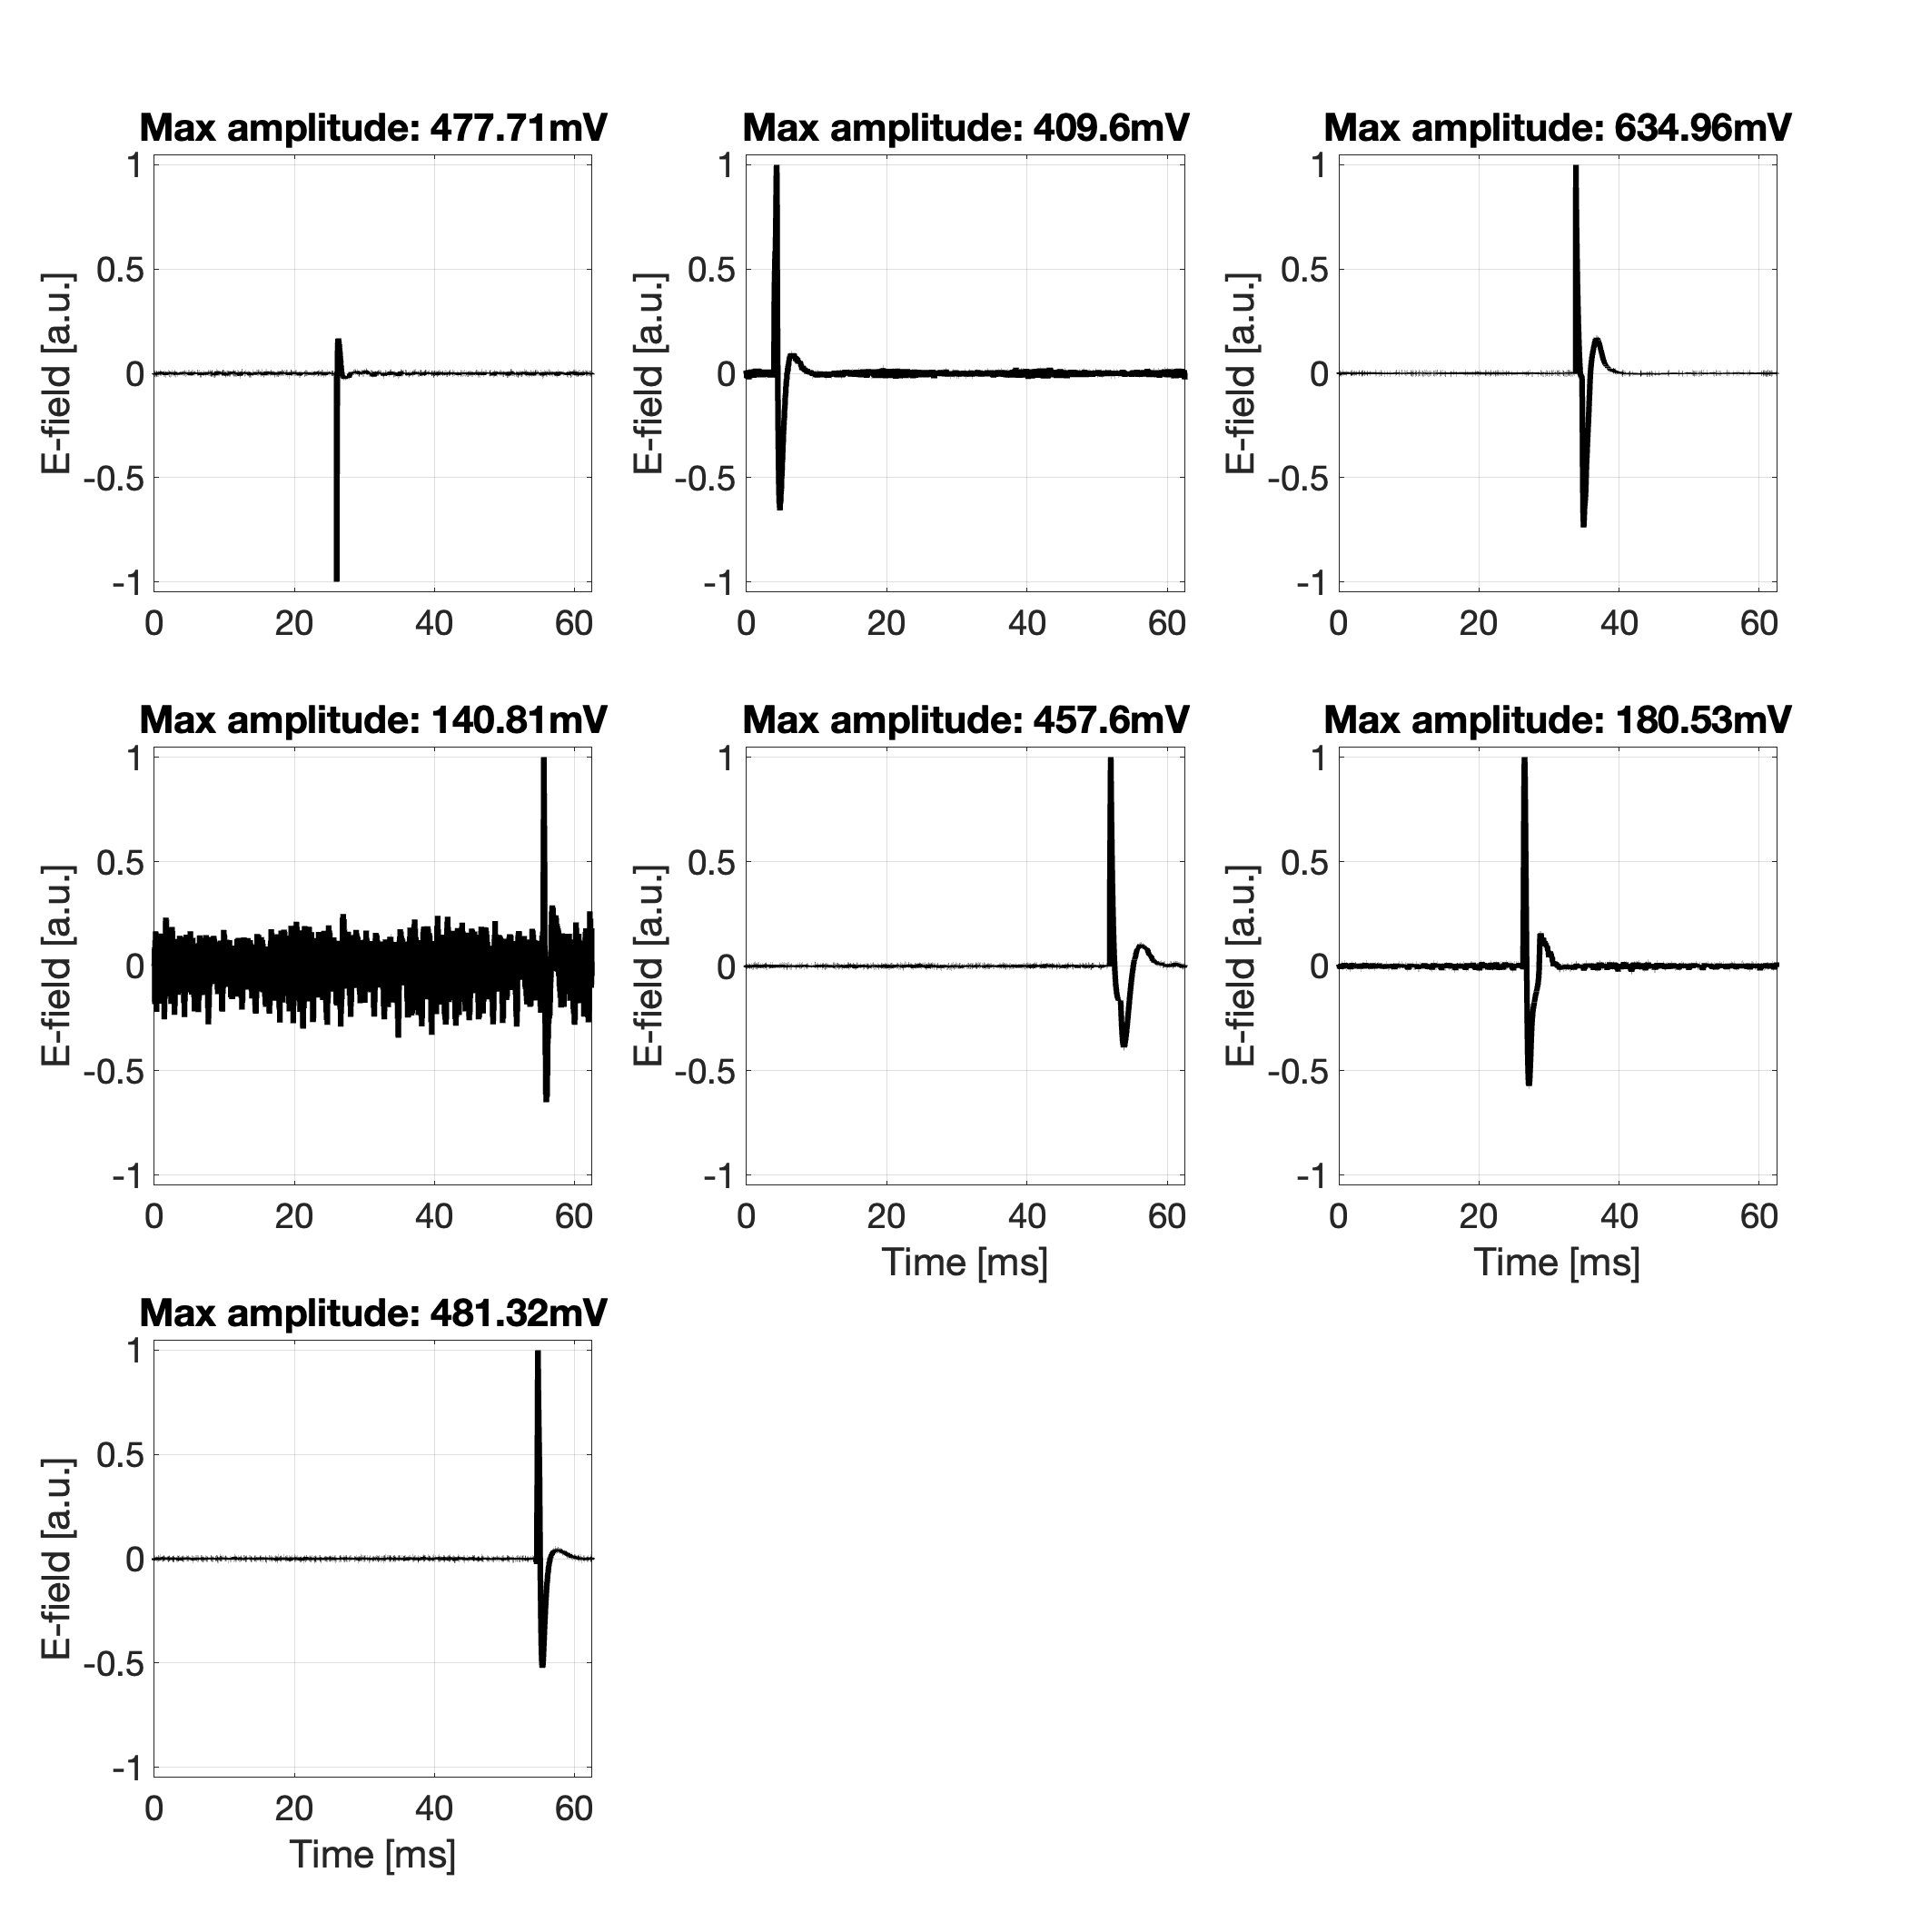 Max amplitude: 477.71mV
1
0.5
0
-0.5
-1
E-field [a.u.]
0 20 40 60
Max amplitude: 409.6mV
1
0.5
0
-0.5
-1
E-field [a.u.]
0 20 40 60
Max amplitude: 634.96mV
1
0.5
0
-0.5
-1
E-field [a.u.]
0 20 40 60
Max amplitude: 140.81mV
1
0.5
0
-0.5
-1
E-field [a.u.]
0 20 40 60
Max amplitude: 457.6mV
1
0.5
0
-0.5
-1
E-field [a.u.]
0 20 40 60
Time [ms]
Max amplitude: 180.53mV
1
0.5
0
-0.5
-1
E-field [a.u.]
0 20 40 60
Time [ms]
Max amplitude: 481.32mV
1
0.5
0
-0.5
-1
E-field [a.u.]
0 20 40 60
Time [ms]